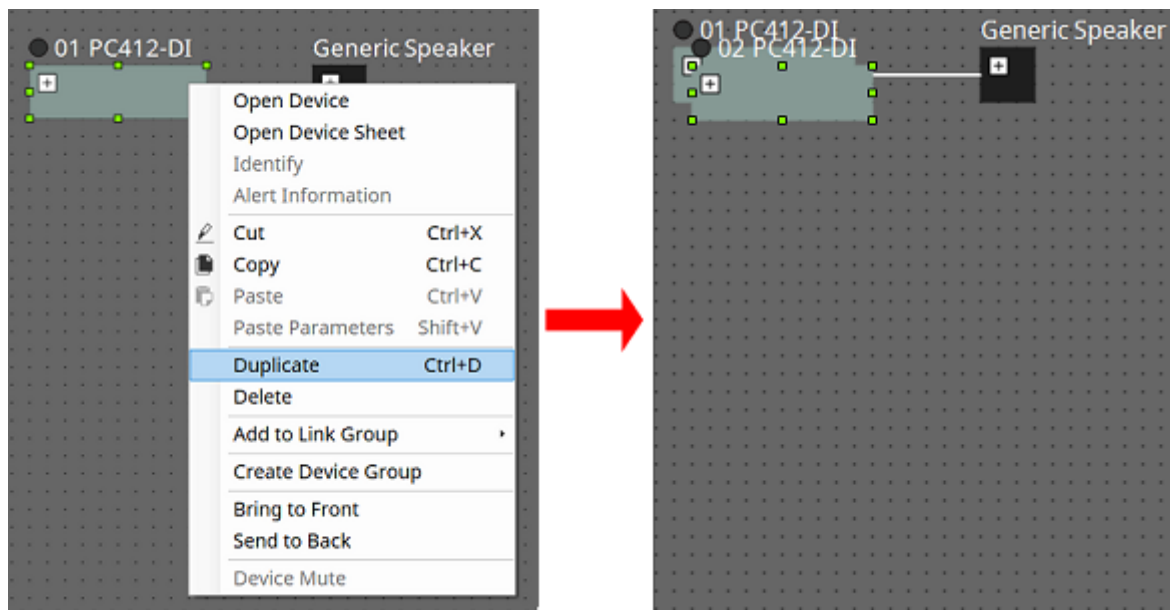 01 PC412-DI
Generic Speaker
Open Device
Open Device Sheet
Identify
Alert Information
Cut Ctrl+X
Copy Ctrl+C
Paste Ctrl+V
Paste Parameters Shift+V
Duplicate Ctrl+D
Delete
Add to Link Group
Create Device Group
Bring to Front
Send to Back
Device Mute
01 PC412-DI
02 PC412-DI
Generic Speaker